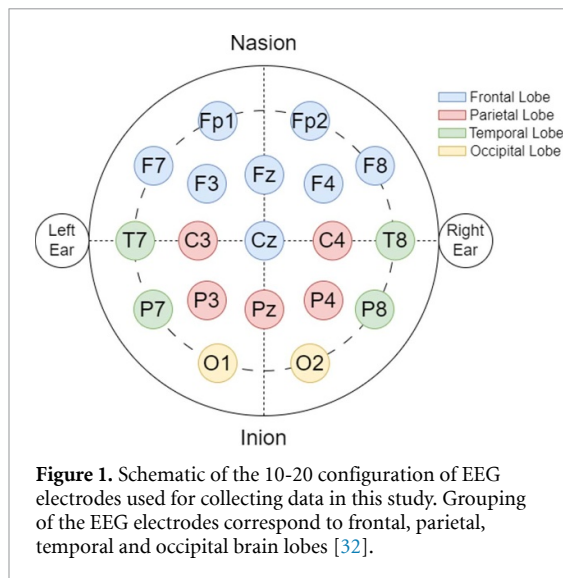 Nasion
Frontal Lobe
Parietal Lobe
Temporal Lobe
Occipital Lobe
Fp1 Fp2
F7 F3 Fz F4 F8
Left
Ear
T7 C3 Cz C4 T8
Right
Ear
P7 P3 Pz P4 P8
O1 O2
Inion
Figure 1. Schematic of the 10-20 configuration of EEG
electrodes used for collecting data in this study. Grouping
of the EEG electrodes correspond to frontal, parietal,
temporal and occipital brain lobes [32].